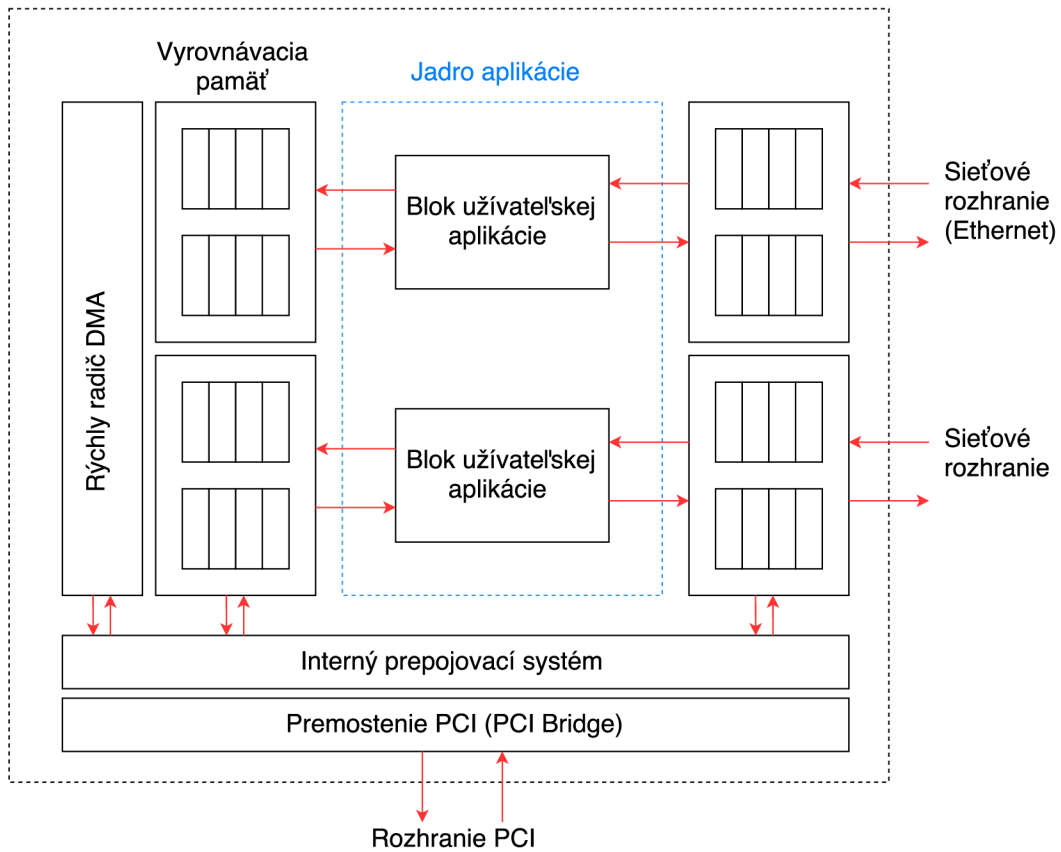 Vyrovnávacia
pamäť
Jadro aplikácie
Rýchly radič DMA
Blok užívateľskej
aplikácie
Sieťové
rozhranie
(Ethernet)
Blok užívateľskej
aplikácie
Sieťové
rozhranie
Interný prepojovací systém
Premostenie PCI (PCI Bridge)
Rozhranie PCI